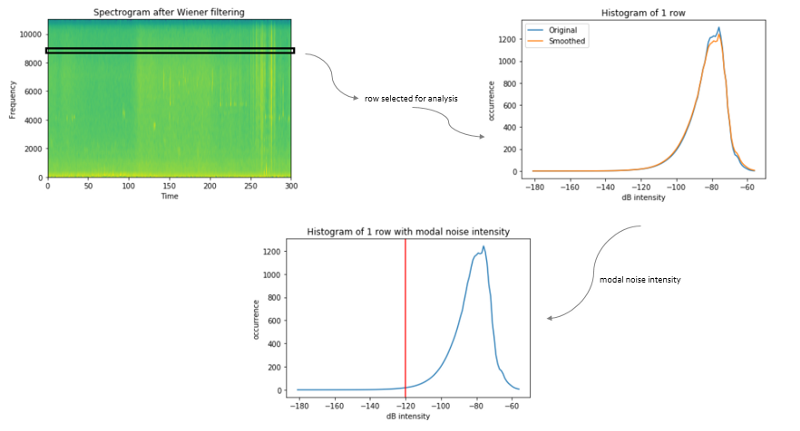 Spectrogram after Wiener filtering
10000
8000
6000
4000
2000
0
Frequency
0 50 100 150 200 250 300
Time
row selected for analysis
Histogram of 1 row
Original
Smoothed
1200
1000
800
600
400
200
0
occurrence
−180 −160 −140 −120 −100 −80 −60
dB intensity
modal noise intensity
Histogram of 1 row with modal noise intensity
1200
1000
800
600
400
200
0
occurrence
−180 −160 −140 −120 −100 −80 −60
dB intensity